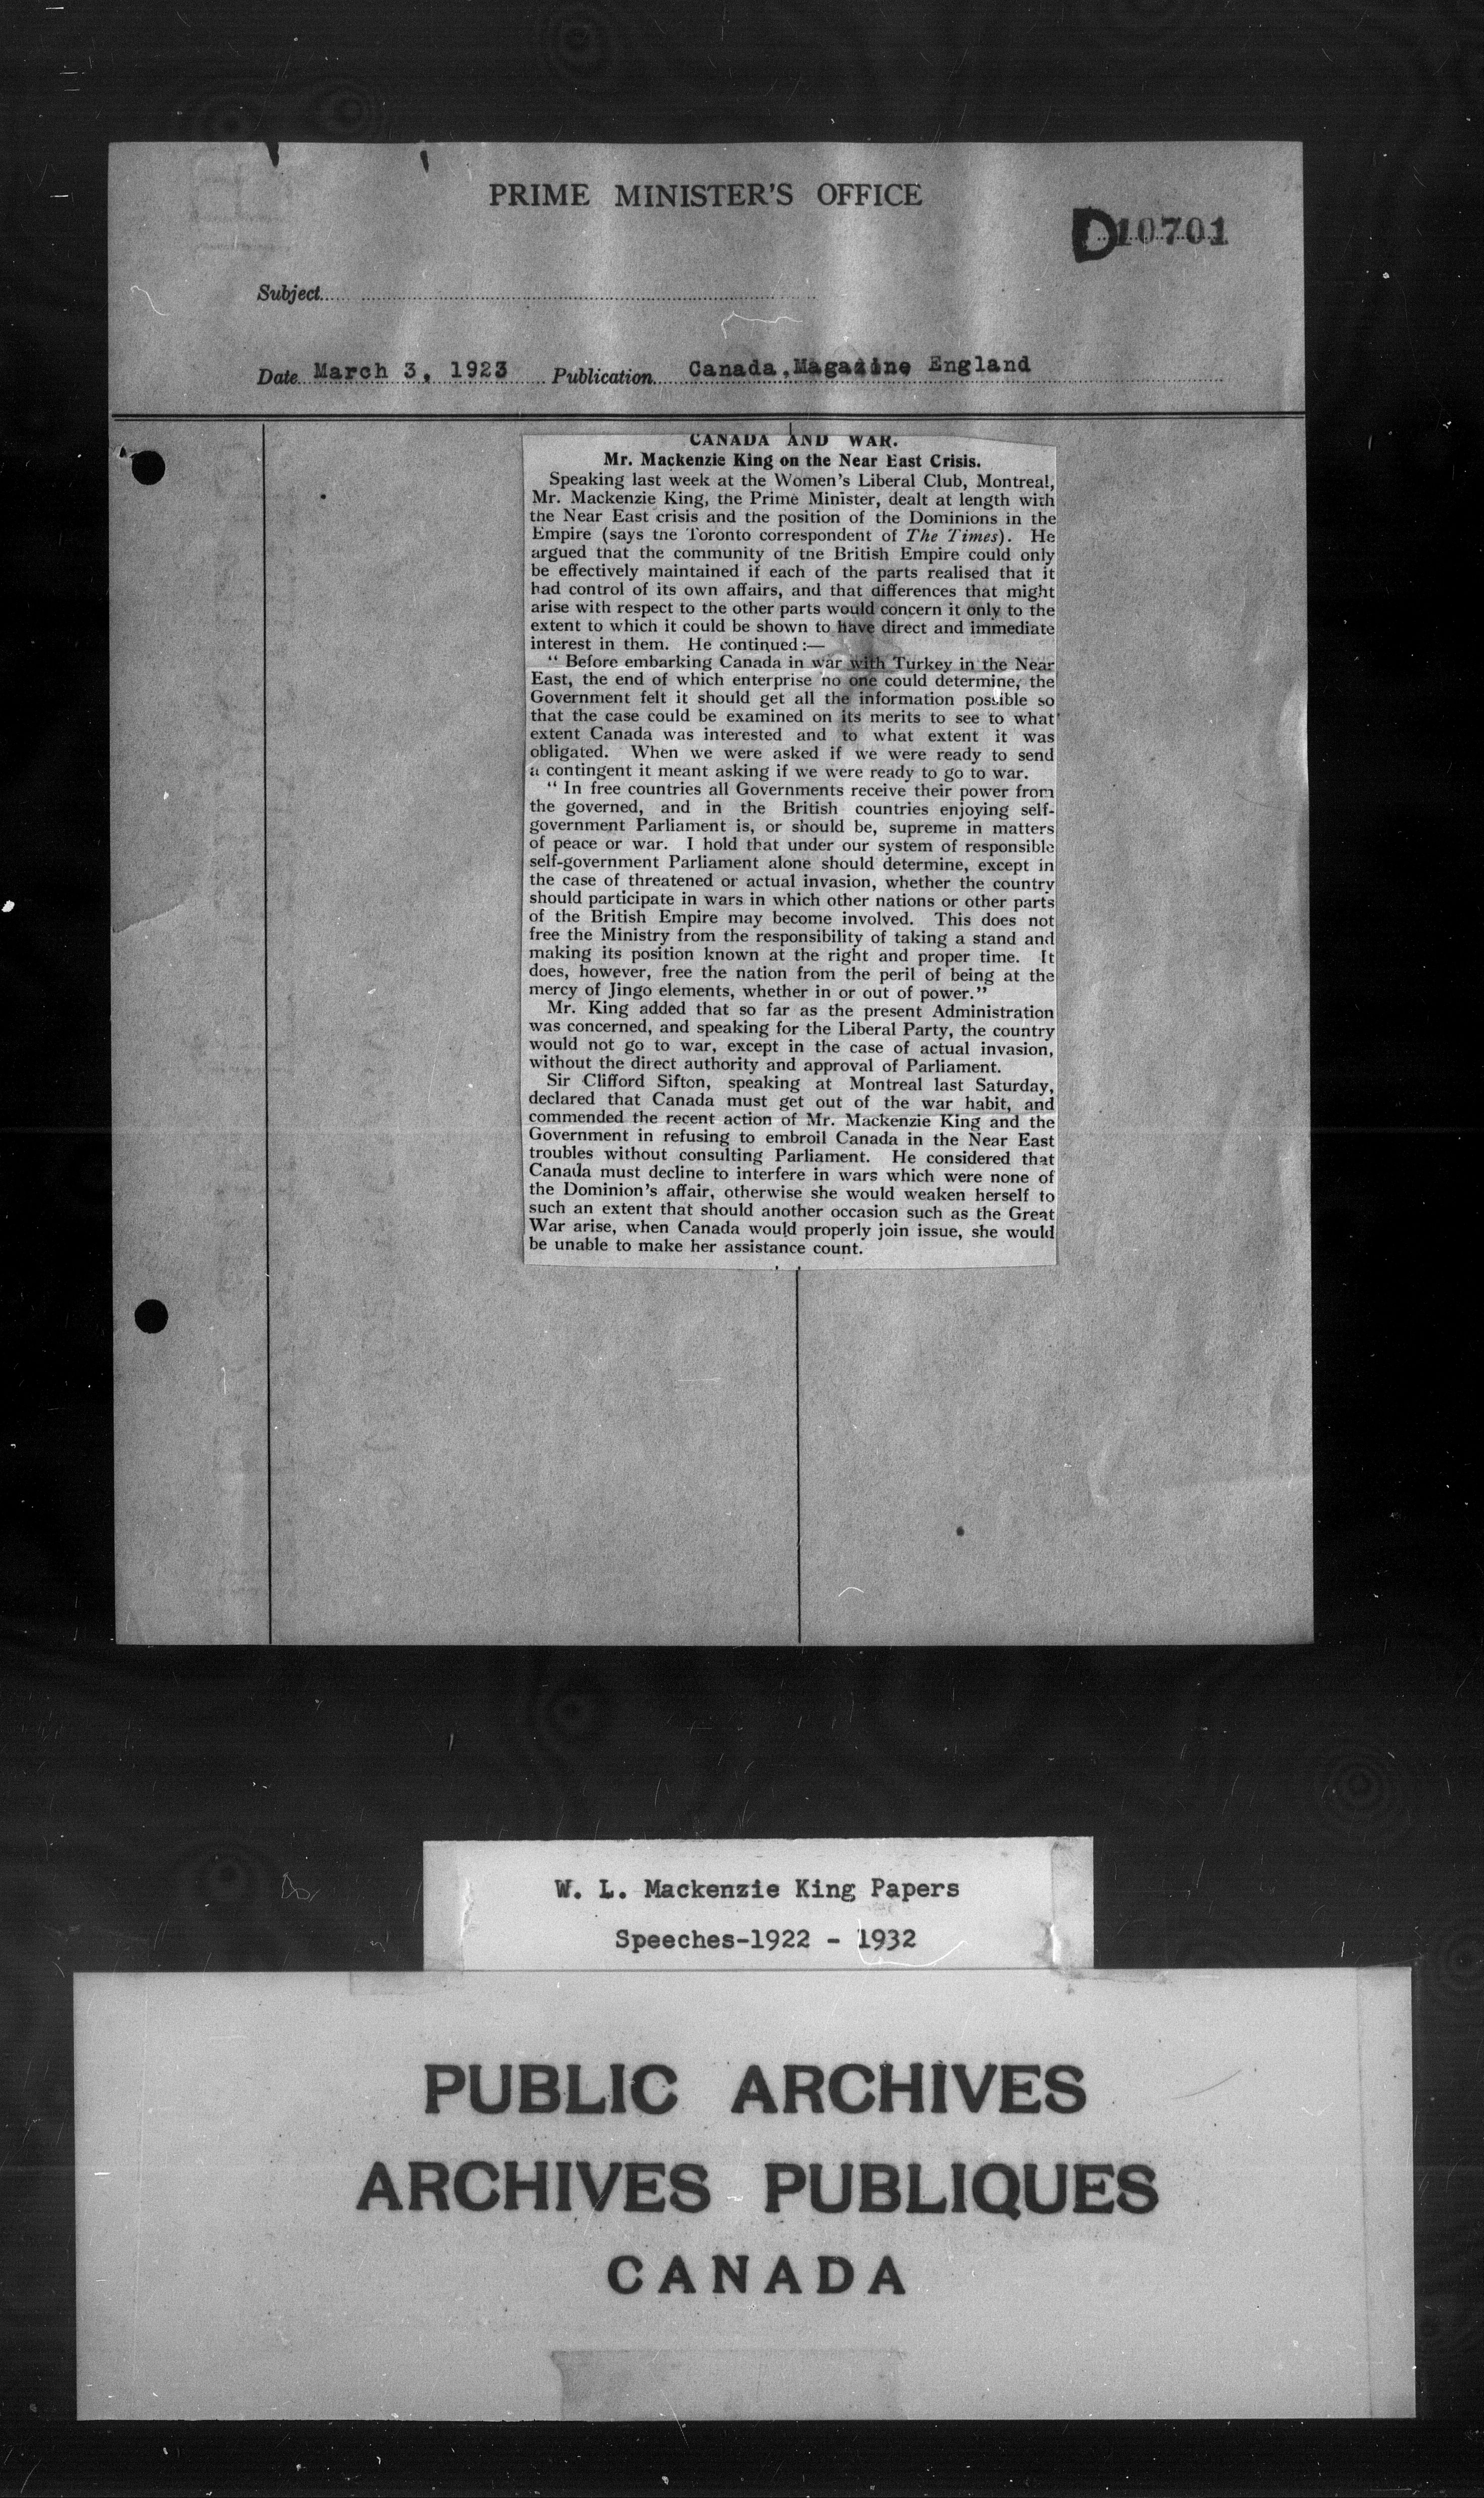 PRIME MINISTER'S OFFICE
D10701
Subject
Date March 3, 1923 Publication Canada, Magazine England
CANADA AND WAR.
Mr. Mackenzie King on the Near East Crisis.
Speaking last week at the Women's Liberal Club, Montreal,
Mr. Mackenzie King, the Prime Minister, dealt at length with
the Near East crisis and the position of the Dominions in the
Empire (says the Toronto correspondent of The Times). He
argued that the community of the British Empire could only
be effectively maintained if each of the parts realised that it
had control of its own affairs, and that differences that might
arise with respect to the other parts would concern it only to the
extent to which it could be shown to have direct and immediate
interest in them. He continued:—
" Before embarking Canada in war with Turkey in the Near
East, the end of which enterprise no one could determine, the
Government felt it should get all the information possible so
that the case could be examined on its merits to see to what
extent Canada was interested and to what extent it was
obligated. When we were asked if we were ready to send
a contingent it meant asking if we were ready to go to war.
" In free countries all Governments receive their power from
the governed, and in the British countries enjoying self-
government Parliament is, or should be, supreme in matters
of peace or war. I hold that under our system of responsible
self-government Parliament alone should determine, except in
the case of threatened or actual invasion, whether the country
should participate in wars in which other nations or other parts
of the British Empire may become involved. This does not
free the Ministry from the responsibility of taking a stand and
making its position known at the right and proper time. It
does, however, free the nation from the peril of being at the
mercy of Jingo elements, whether in or out of power."
Mr. King added that so far as the present Administration
was concerned, and speaking for the Liberal Party, the country
would not go to war, except in the case of actual invasion,
without the direct authority and approval of Parliament.
Sir Clifford Sifton, speaking at Montreal last Saturday,
declared that Canada must get out of the war habit, and
commended the recent action of Mr. Mackenzie King and the
Government in refusing to embroil Canada in the Near East
troubles without consulting Parliament. He considered that
Canada must decline to interfere in wars which were none of
the Dominion's affair, otherwise she would weaken herself to
such an extent that should another occasion such as the Great
War arise, when Canada would properly join issue, she would
be unable to make her assistance count.
W. L. Mackenzie King Papers
Speeches-1922 - 1932
PUBLIC ARCHIVES
ARCHIVES PUBLIQUES
CANADA